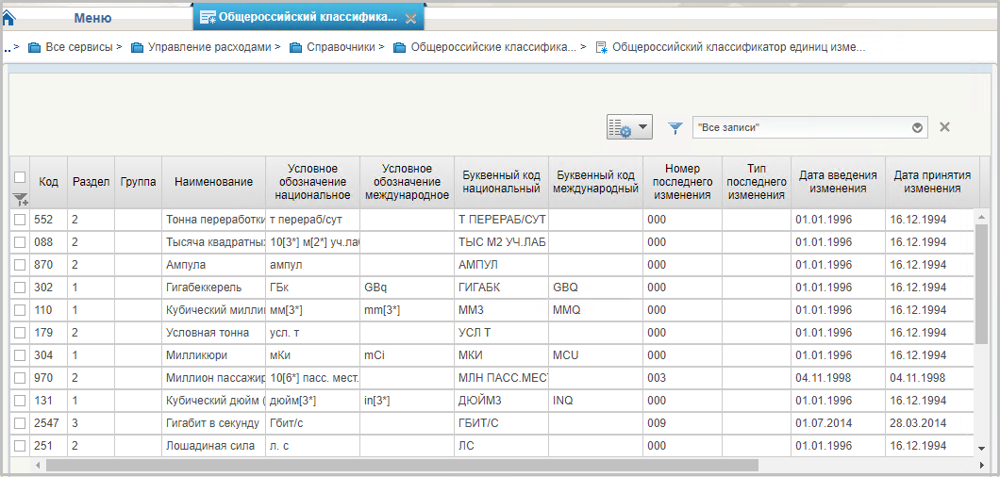 Меню Общероссийский классифика...
.. > Все сервисы > Управление расходами > Справочники > Общероссийские классифика... > Общероссийский классификатор единиц изме...
"Все записи"
Код Раздел Группа Наименование Условное обозначение национальное Условное обозначение международное Буквенный код национальный Буквенный код международный Номер последнего изменения Тип последнего изменения Дата введения изменения Дата принятия изменения
552 2 Тонна переработки т перераб/сут Т ПЕРЕРАБ/СУТ 000 01.01.1996 16.12.1994
088 2 Тысяча квадратных 10[3*] м[2*] уч.лаб ТЫС М2 УЧ.ЛАБ 000 01.01.1996 16.12.1994
870 2 Ампула ампул АМПУЛ 000 01.01.1996 16.12.1994
302 1 Гигабеккерель ГБк GBq ГИГАБК GBQ 000 01.01.1996 16.12.1994
110 1 Кубический милли мм[3*] mm[3*] ММ3 MMQ 000 01.01.1996 16.12.1994
179 2 Условная тонна усл. т УСЛ Т 000 01.01.1996 16.12.1994
304 1 Милликюри мКи mCi МКИ MCU 000 01.01.1996 16.12.1994
970 2 Миллион пассажир 10[6*] пасс. мест. МЛН ПАСС.МЕСТ 003 04.11.1998 04.11.1998
131 1 Кубический дюйм ( дюйм[3*] in[3*] ДЮЙМ3 INQ 000 01.01.1996 16.12.1994
2547 3 Гигабит в секунду Гбит/с ГБИТ/С 009 01.07.2014 28.03.2014
251 2 Лошадиная сила л. с ЛС 000 01.01.1996 16.12.1994